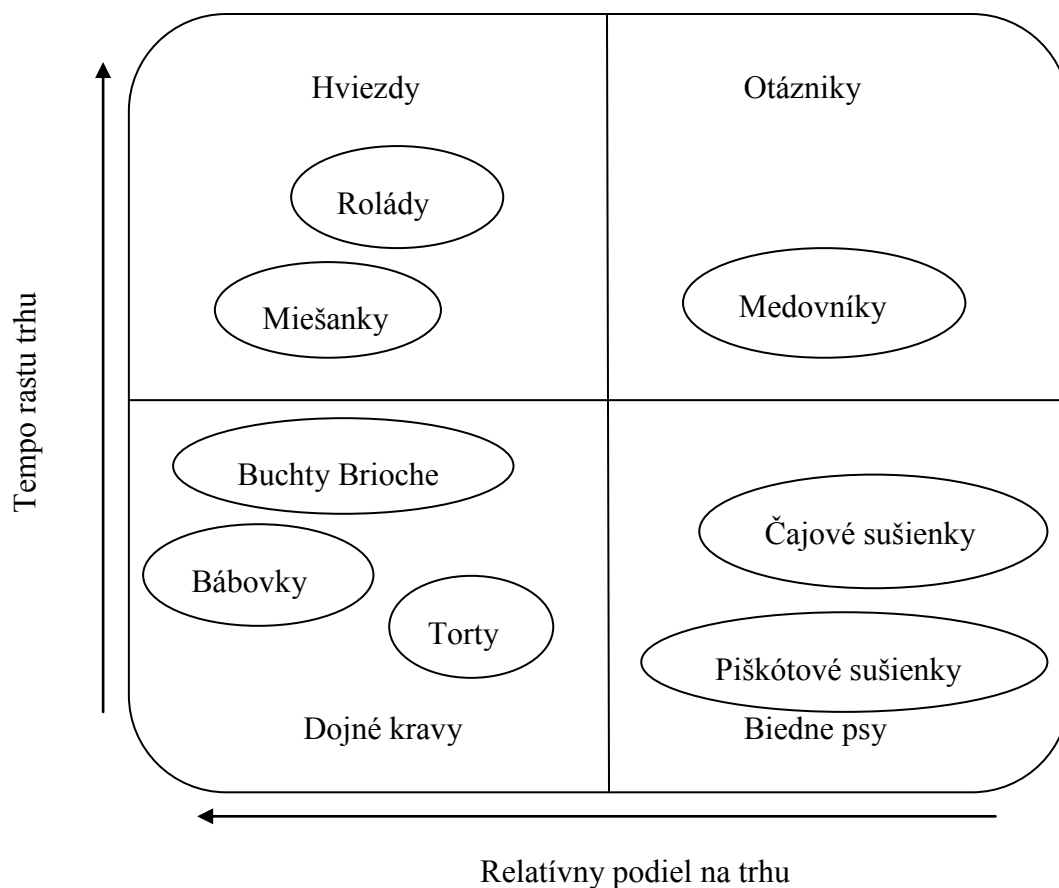 Hviezdy
Otázniky
Rolády
Miešanky
Medovníky
Tempo rastu trhu
Buchty Brioche
Čajové sušienky
Bábovky
Torty
Piškótové sušienky
Dojné kravy
Biedne psy
Relatívny podiel na trhu